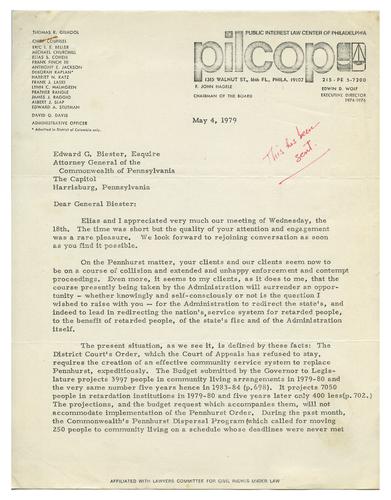 THOMAS K. GILHOOL
CHIEF COUNSEL
ERIC I. E. BELLER
MICHAEL CHURCHILL
ELIAS S. COHEN
FRANK FINCH III
ANTHONY E. JACKSON
DEBORAH KAPLAN*
HARRIET N. KATZ
FRANK J. LASKI
LYNN C. MALMGREN
PRATHER RANDLE
JAMES J. RAGGIO
ALBERT J. SLAP
EDWARD A. STUTMAN
DAVID G. DAVIS
ADMINISTRATIVE OFFICER
* Admitted in District of Columbia only.
PUBLIC INTEREST LAW CENTER OF PHILADELPHIA
pilcop
1315 WALNUT ST., 16th FL., PHILA. 19107
215 - PE 5-7200
F. JOHN HAGELE
CHAIRMAN OF THE BOARD
EDWIN D. WOLF
EXECUTIVE DIRECTOR
1974-1976
May 4, 1979
This has been
sent.
Edward G. Biester, Esquire
Attorney General of the
Commonwealth of Pennsylvania
The Capitol
Harrisburg, Pennsylvania
Dear General Biester:
Elias and I appreciated very much our meeting of Wednesday, the
18th. The time was short but the quality of your attention and engagement
was a rare pleasure. We look forward to rejoining conversation as soon
as you find it possible.
On the Pennhurst matter, your clients and our clients seem now to
be on a course of collision and extended and unhappy enforcement and contempt
proceedings. Even more, it seems to my clients, as it does to me, that the
course presently being taken by the Administration will surrender an oppor-
tunity - whether knowingly and self-consciously or not is the question I
wished to raise with you -- for the Administration to redirect the state's, and
indeed to lead in redirecting the nation's, service system for retarded people,
to the benefit of retarded people, of the state's fisc and of the Administration
itself.
The present situation, as we see it, is defined by these facts: The
District Court's Order, which the Court of Appeals has refused to stay,
requires the creation of an effective community service system to replace
Pennhurst, expeditiously. The Budget submitted by the Governor to Legis-
lature projects 3997 people in community living arrangements in 1979-80 and
the very same number five years hence in 1983-84 (p.698). It projects 7050
people in retardation institutions in 1979-80 and five years later only 400 less(p.702.)
The projections, and the budget request which accompanies them, will not
accommodate implementation of the Pennhurst Order. During the past month,
the Commonwealth's Pennhurst Dispersal Program (which called for moving
250 people to community living on a schedule whose deadlines were never met
AFFILIATED WITH LAWYERS COMMITTEE FOR CIVIL RIGHTS UNDER LAW